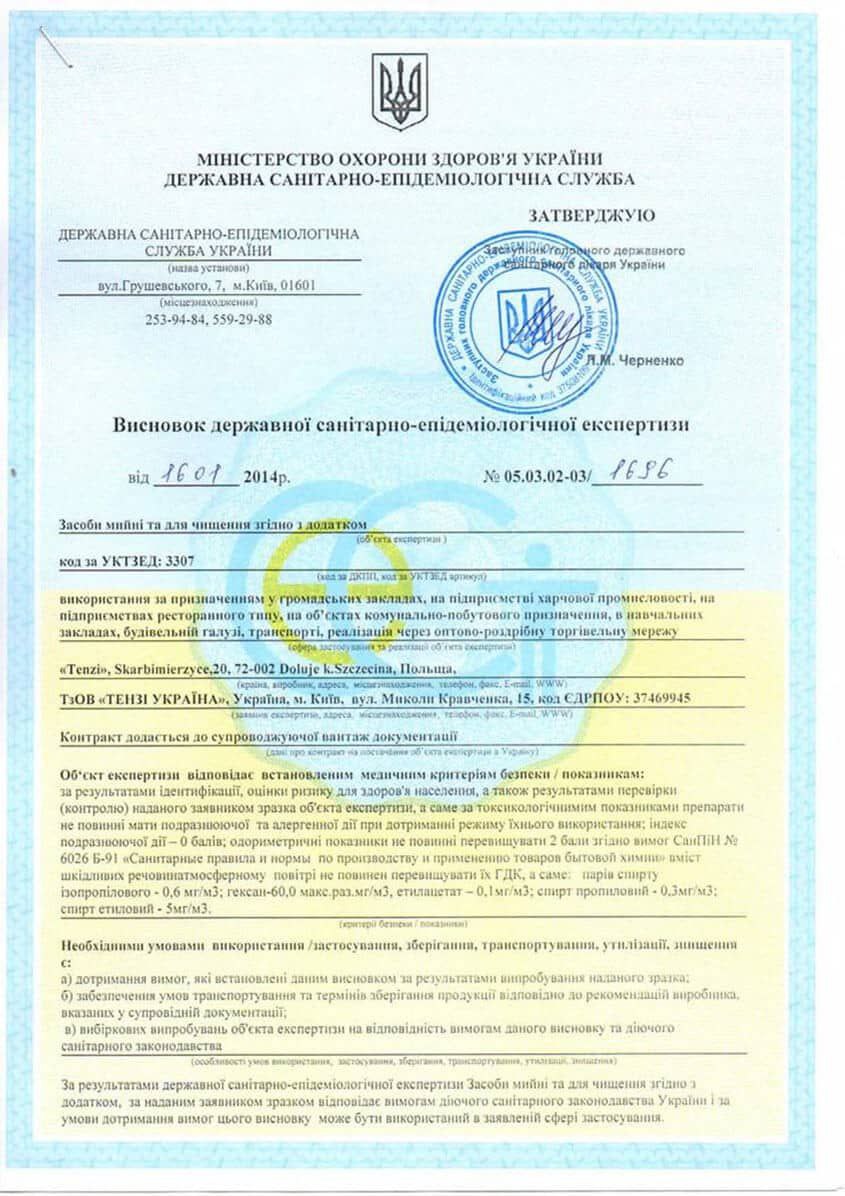 МІНІСТЕРСТВО ОХОРОНИ ЗДОРОВ'Я УКРАЇНИ
ДЕРЖАВНА САНІТАРНО-ЕПІДЕМІОЛОГІЧНА СЛУЖБА
ЗАТВЕРДЖУЮ
ДЕРЖАВНА САНІТАРНО-ЕПІДЕМІОЛОГІЧНА
СЛУЖБА УКРАЇНИ
(назва установи)
вул.Грушевського, 7, м.Київ, 01601
(місцезнаходження)
253-94-84, 559-29-88
Заступник головного державного
санітарного лікаря України
Л.М. Черненко
Висновок державної санітарно-епідеміологічної експертизи
від 16 01 2014р. № 05.03.02-03/ 1696
Засоби мийні та для чищення згідно з додатком
(об'єкта експертизи )
код за УКТЗЕД: 3307
(код за ДКПП, код за УКТЗЕД артикул)
використання за призначенням у громадських закладах, на підприємстві харчової промисловості, на
підприємствах ресторанного типу, на об'єктах комунально-побутового призначення, в навчальних
закладах, будівельній галузі, транспорті, реалізація через оптово-роздрібну торгівельну мережу
(сфера застосування та реалізації об'єкта експертизи)
«Tenzi», Skarbimierzyce,20, 72-002 Doluje k.Szczecina, Польща,
(країна, виробник, адреса, місцезнаходження, телефон, факс, E-mail, WWW)
ТзОВ «ТЕНЗІ УКРАЇНА», Україна, м. Київ, вул. Миколи Кравченка, 15, код ЄДРПОУ: 37469945
(заявник експертизи, адреса, місцезнаходження, телефон, факс, E-mail, WWW)
Контракт додається до супроводжуючої вантаж документації
(дані про контракт на постачання об'єкта експертизи в Україну)
Об'єкт експертизи відповідає встановленим медичним критеріям безпеки / показникам:
за результатами ідентифікації, оцінки ризику для здоров'я населення, а також результатами перевірки
(контролю) наданого заявником зразка об'єкта експертизи, а саме за токсикологічним показниками препарати
не повинні мати подразнюючої та алергенної дії при дотриманні режиму їхнього використання; індекс
подразнюючої дії – 0 балів; одориметричні показники не повинні перевищувати 2 бали згідно вимог СанПіН №
6026 Б-91 «Санитарные правила и нормы по производству и применению товаров бытовой химии» вміст
шкідливих речовинатмосферному повітрі не повинен перевищувати їх ГДК, а саме: парів спирту
ізопропілового - 0,6 мг/м3; гексан-60,0 макс.раз.мг/м3, етилацетат – 0,1мг/м3; спирт пропиловий - 0,3мг/м3;
спирт етиловий - 5мг/м3.
(критерії безпеки / показники)
Необхідними умовами використання /застосування, зберігання, транспортування, утилізації, знищення
є:
а) дотримання вимог, які встановлені даним висновком за результатами випробування наданого зразка;
б) забезпечення умов транспортування та термінів зберігання продукції відповідно до рекомендацій виробника,
вказаних у супровідній документації;
в) вибіркових випробувань об'єкта експертизи на відповідність вимогам даного висновку та діючого
санітарного законодавства
(особливості умов використання, застосування, зберігання, транспортування, утилізації, знищення)
За результатами державної санітарно-епідеміологічної експертизи Засоби мийні та для чищення згідно з
додатком, за наданим заявником зразком відповідає вимогам діючого санітарного законодавства України і за
умови дотримання вимог цього висновку може бути використаний в заявленій сфері застосування.